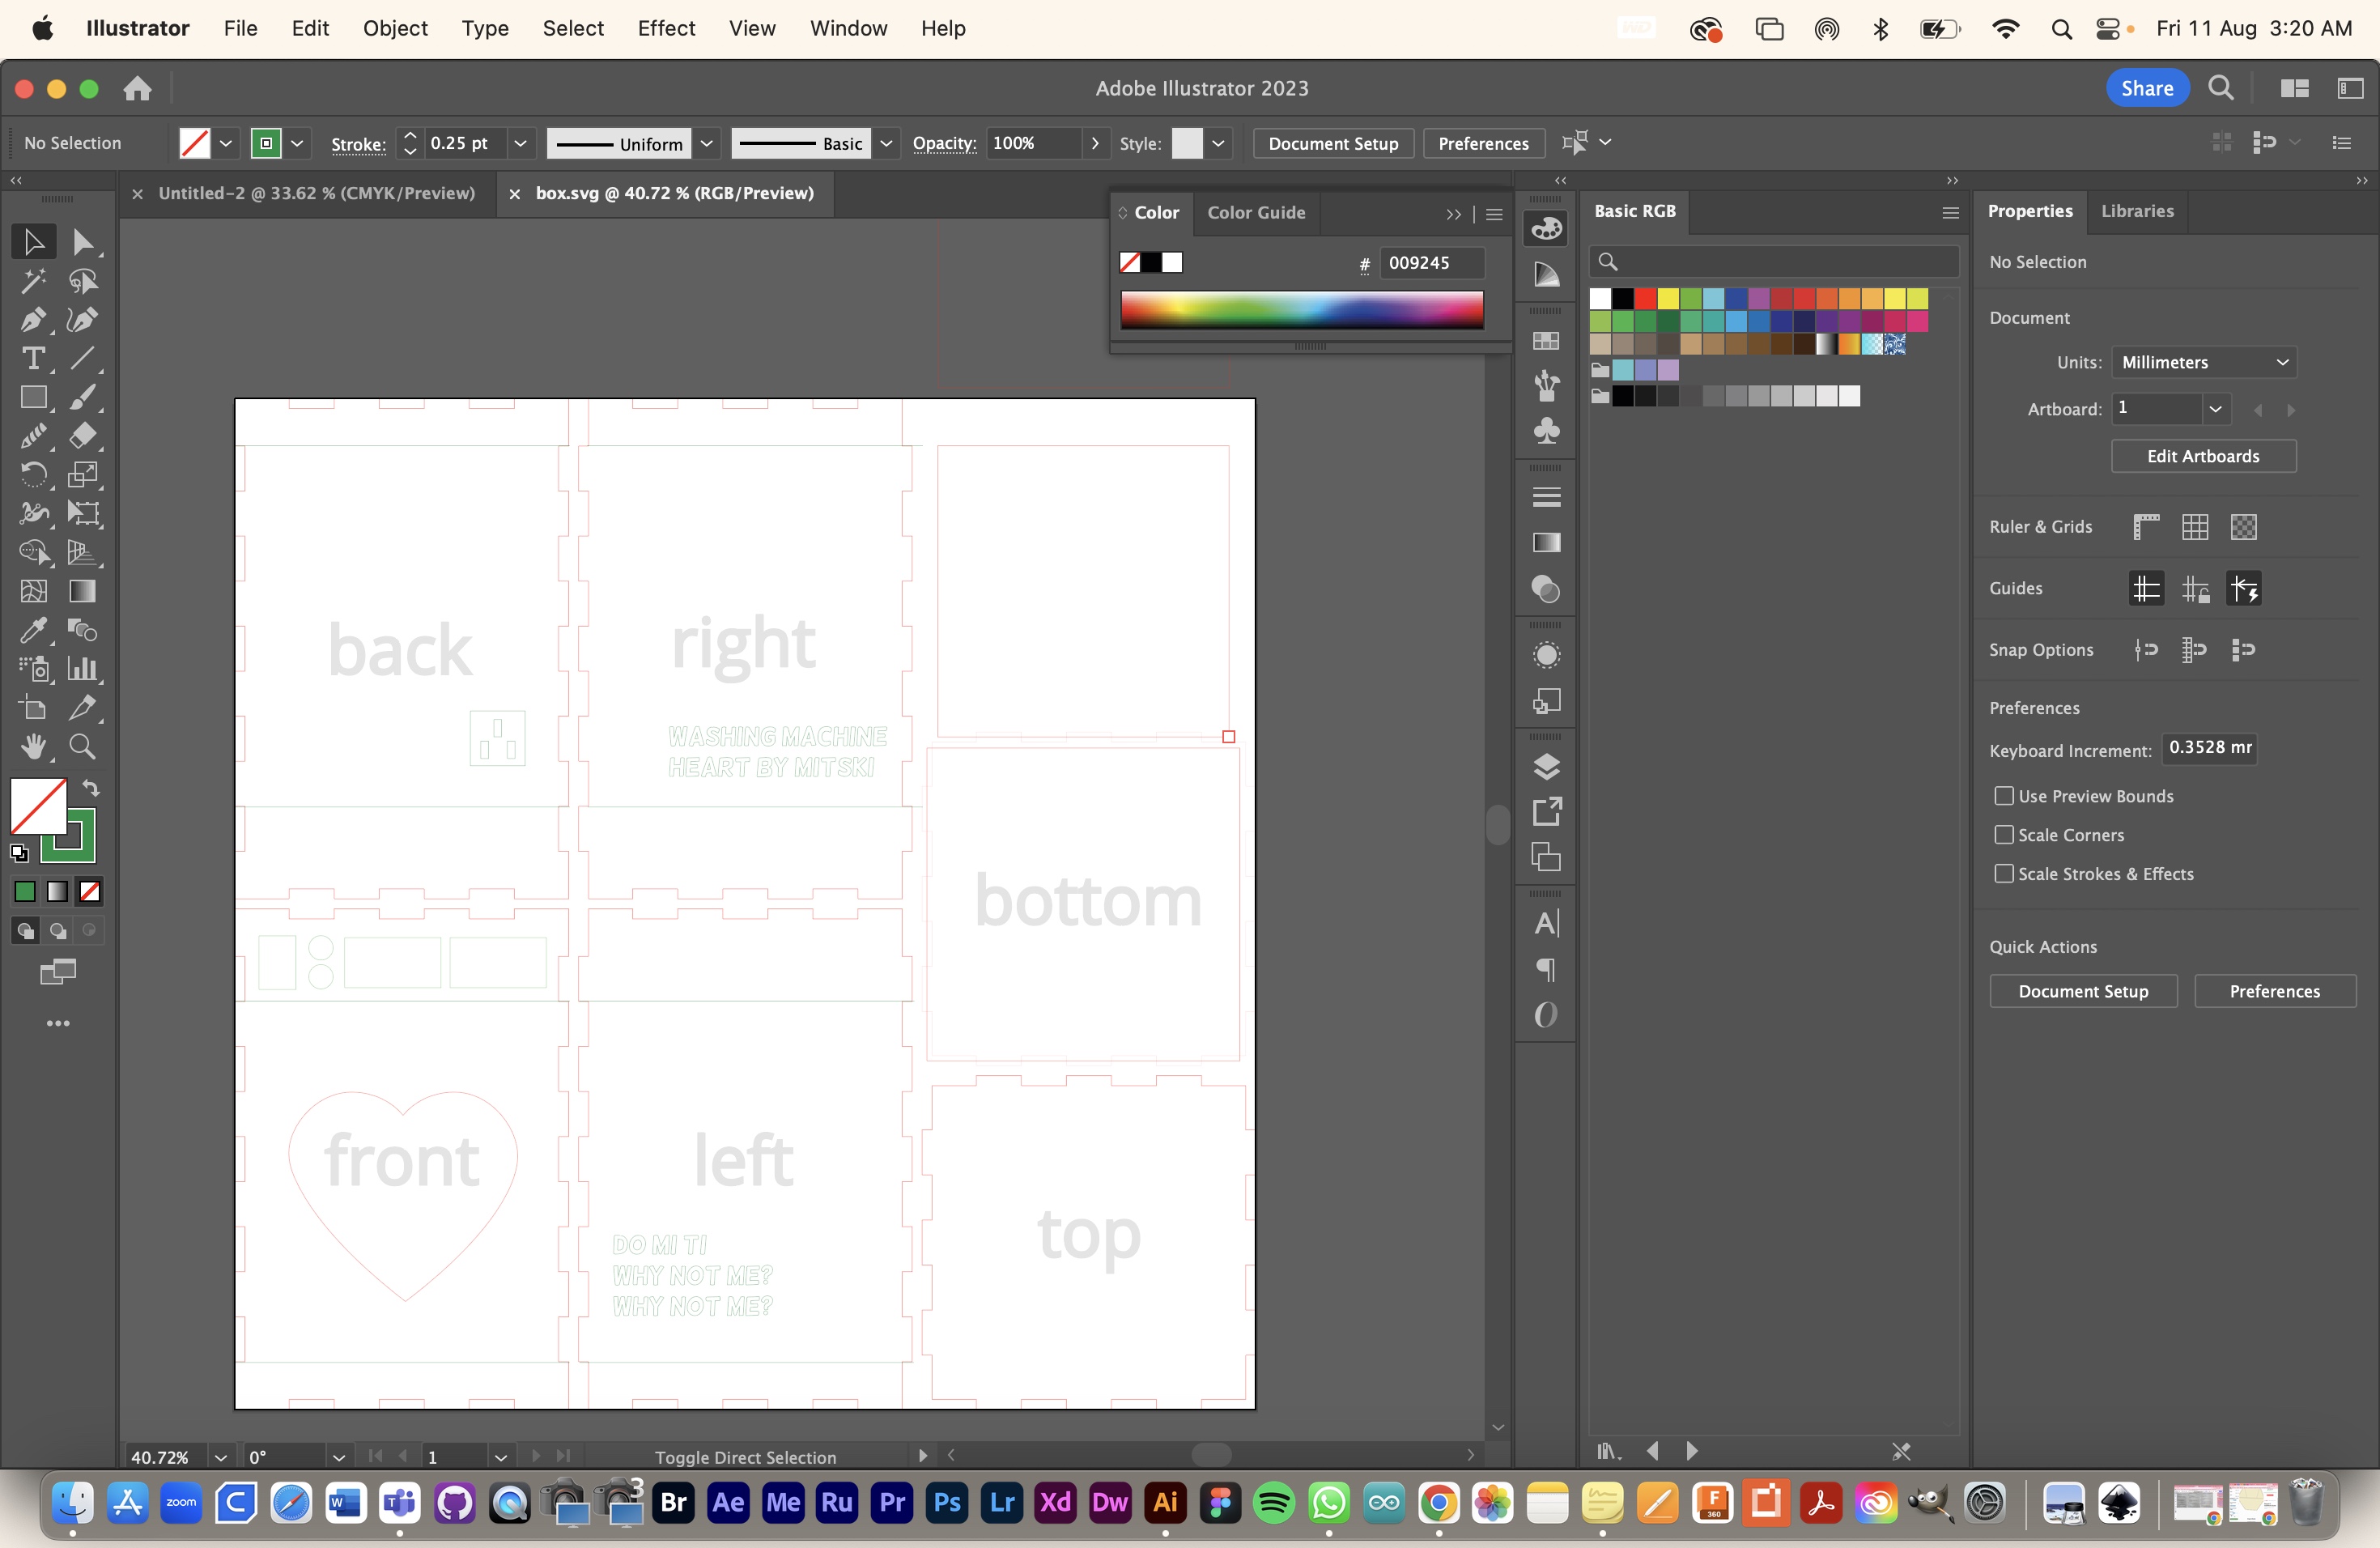 Illustrator File Edit Object Type Select Effect View Window Help Fri 11 Aug 3:20 AM
Adobe Illustrator 2023
Share
No Selection Stroke: 0.25 pt Uniform Basic Opacity: 100% Style: Document Setup Preferences
Untitled-2 @ 33.62 % (CMYK/Preview) box.svg @ 40.72 % (RGB/Preview)
Color Color Guide
# 009245
Basic RGB
Properties Libraries
No Selection
Document
Units: Millimeters
Artboard: 1
Edit Artboards
Ruler & Grids
Guides
Snap Options
Preferences
Keyboard Increment: 0.3528 mr
Use Preview Bounds
Scale Corners
Scale Strokes & Effects
Quick Actions
Document Setup Preferences
back
right
WASHING MACHINE
HEART BY MITSKI
bottom
front
left
DO MI TI
WHY NOT ME?
WHY NOT ME?
top
40.72% 0° 1 Toggle Direct Selection
zoom
W
T
3
Br Ae Me Ru Pr Ps Lr Xd Dw Ai
F
360